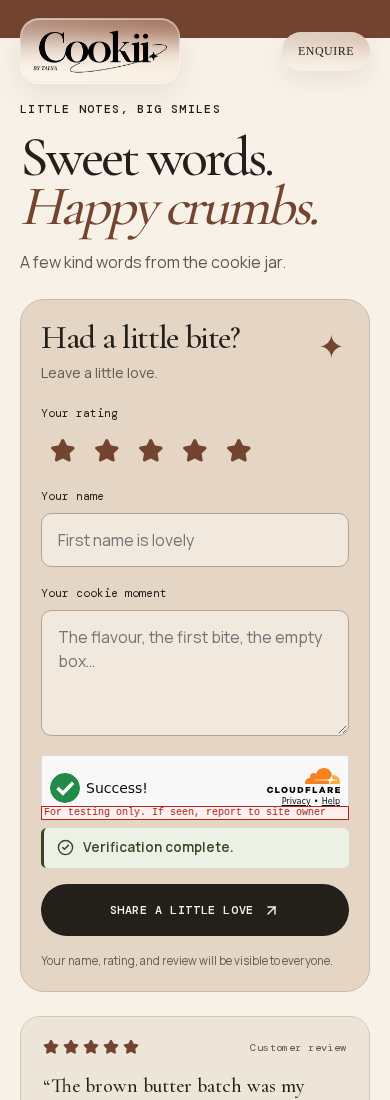 Cookii
BY TALYA
ENQUIRE
LITTLE NOTES, BIG SMILES
Sweet words.
Happy crumbs.
A few kind words from the cookie jar.
Had a little bite?
Leave a little love.
Your rating
Your name
First name is lovely
Your cookie moment
The flavour, the first bite, the empty
box…
Success!
CLOUDFLARE
Privacy • Help
For testing only. If seen, report to site owner
Verification complete.
SHARE A LITTLE LOVE
Your name, rating, and review will be visible to everyone.
Customer review
“The brown butter batch was my